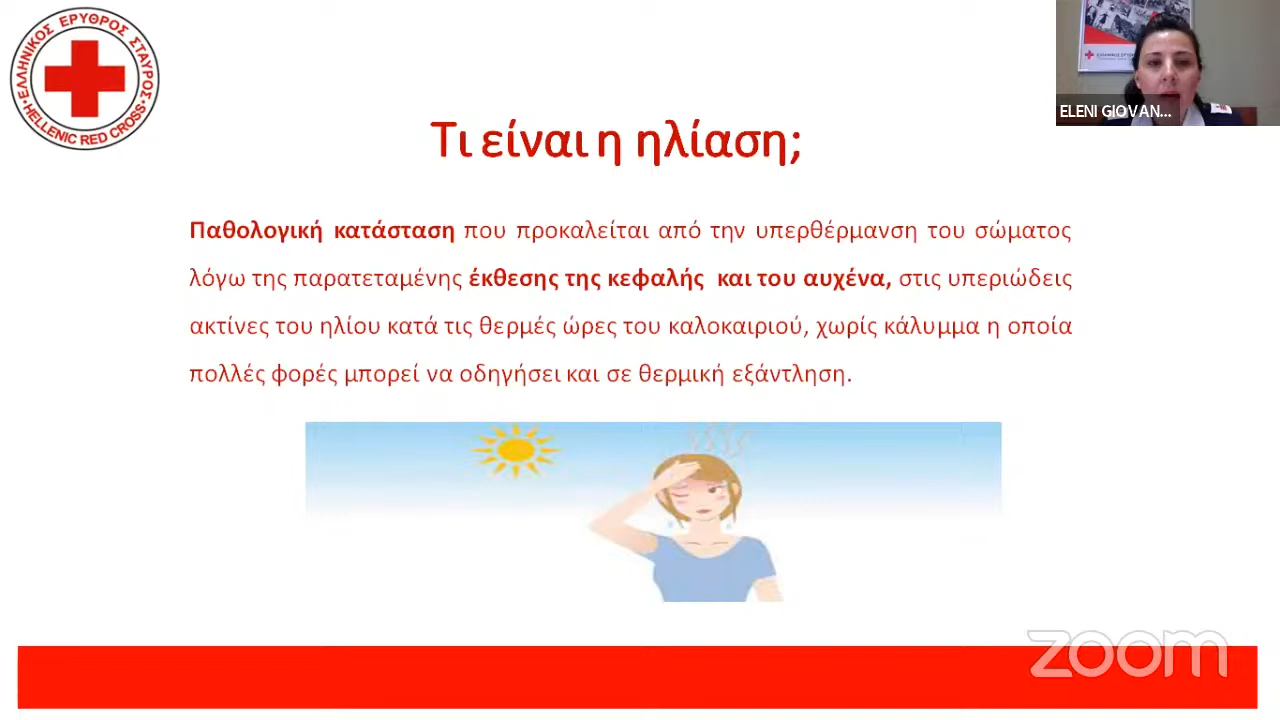 ΕΛΛΗΝΙΚΟΣ ΕΡΥΘΡΟΣ ΣΤΑΥΡΟΣ
HELLENIC RED CROSS
ELENI GIOVAN...
Τι είναι η ηλίαση;
Παθολογική κατάσταση που προκαλείται από την υπερθέρμανση του σώματος
λόγω της παρατεταμένης έκθεσης της κεφαλής και του αυχένα, στις υπεριώδεις
ακτίνες του ηλίου κατά τις θερμές ώρες του καλοκαιριού, χωρίς κάλυμμα η οποία
πολλές φορές μπορεί να οδηγήσει και σε θερμική εξάντληση.
zoom